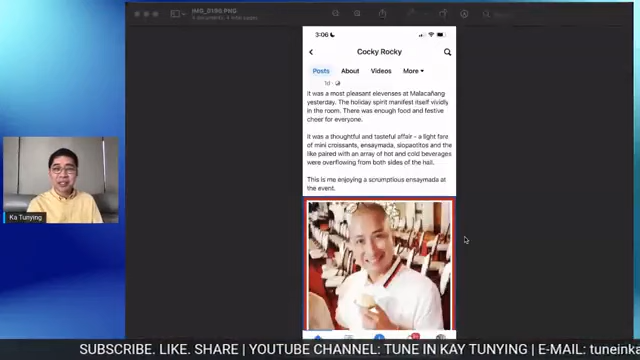 IMG_0195.PNG
3:06
Cocky Rocky
Posts About Videos More
1d
It was a most pleasant elevenses at Malacañang
yesterday. The holiday spirit manifest itself vividly
in the room. There was enough food and festive
cheer for everyone.
It was a thoughtful and tasteful affair - a light fare
of mini croissants, ensaymada, siopaotitos and the
like paired with an array of hot and cold beverages
were overflowing from both sides of the hall.
This is me enjoying a scrumptious ensaymada at
the event.
Ka Tunying
SUBSCRIBE. LIKE. SHARE | YOUTUBE CHANNEL: TUNE IN KAY TUNYING | E-MAIL: tuneinka